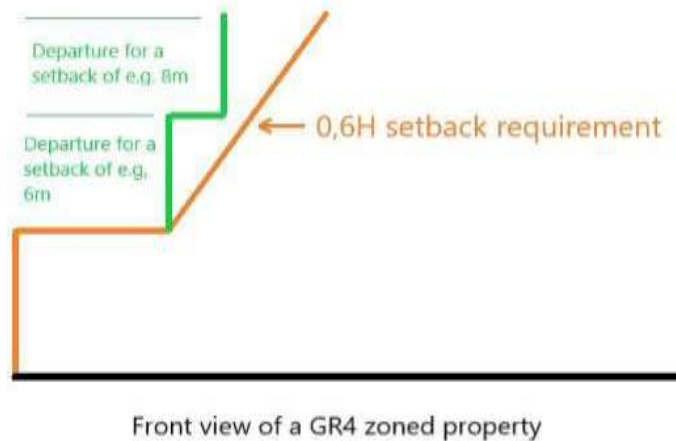 Departure for a
setback of e.g. 8m
0,6H setback requirement
Departure for a
setback of e.g,
6m
Front view of a GR4 zoned property